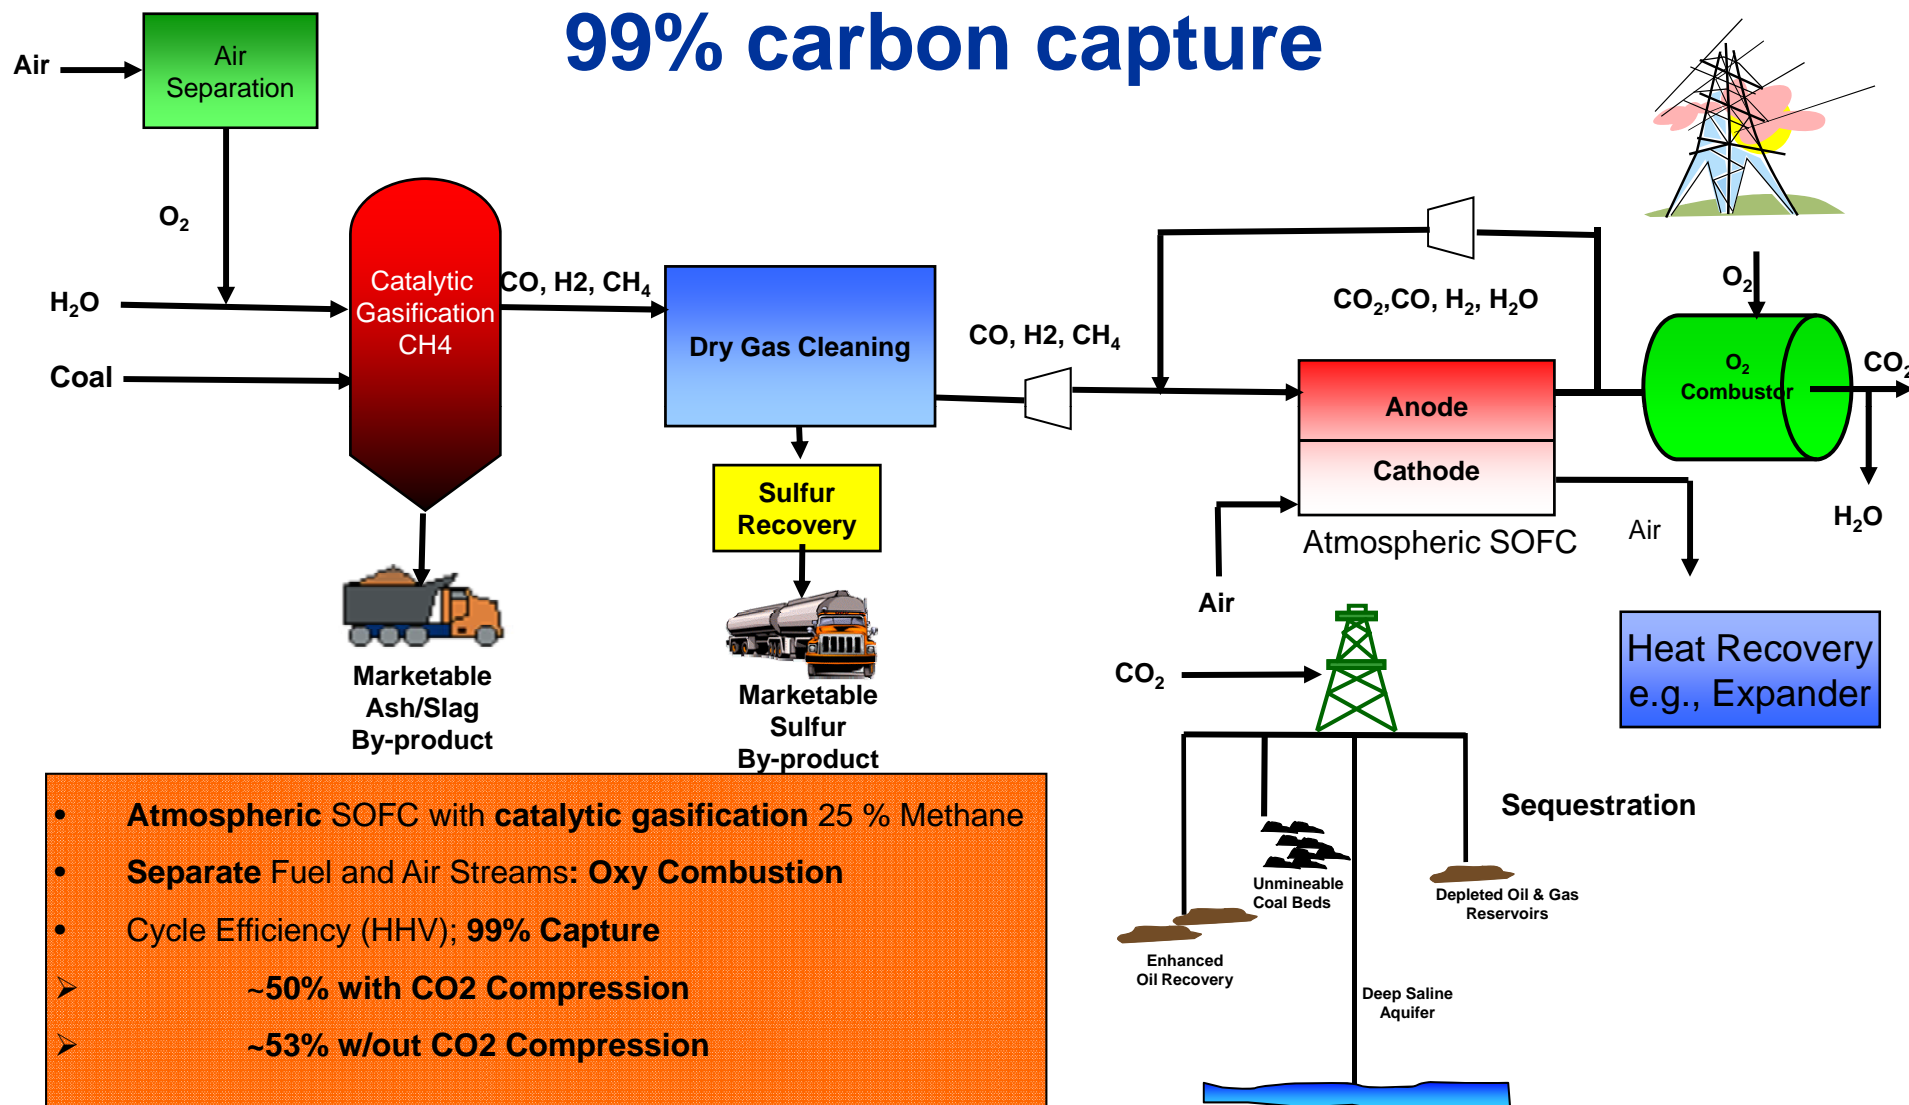 99% carbon capture
Air
Air
Separation
O₂
H₂O
Coal
Catalytic
Gasification
CH4
CO, H2, CH₄
Dry Gas Cleaning
CO, H2, CH₄
CO₂,CO, H₂, H₂O
O₂
O₂
Combustor
CO₂
H₂O
Anode
Cathode
Atmospheric SOFC
Air
Air
Sulfur
Recovery
Marketable
Ash/Slag
By-product
Marketable
Sulfur
By-product
Heat Recovery
e.g., Expander
CO₂
Sequestration
Unmineable
Coal Beds
Depleted Oil & Gas
Reservoirs
Enhanced
Oil Recovery
Deep Saline
Aquifer
• Atmospheric SOFC with catalytic gasification 25 % Methane
• Separate Fuel and Air Streams: Oxy Combustion
• Cycle Efficiency (HHV); 99% Capture
➢ ~50% with CO2 Compression
➢ ~53% w/out CO2 Compression